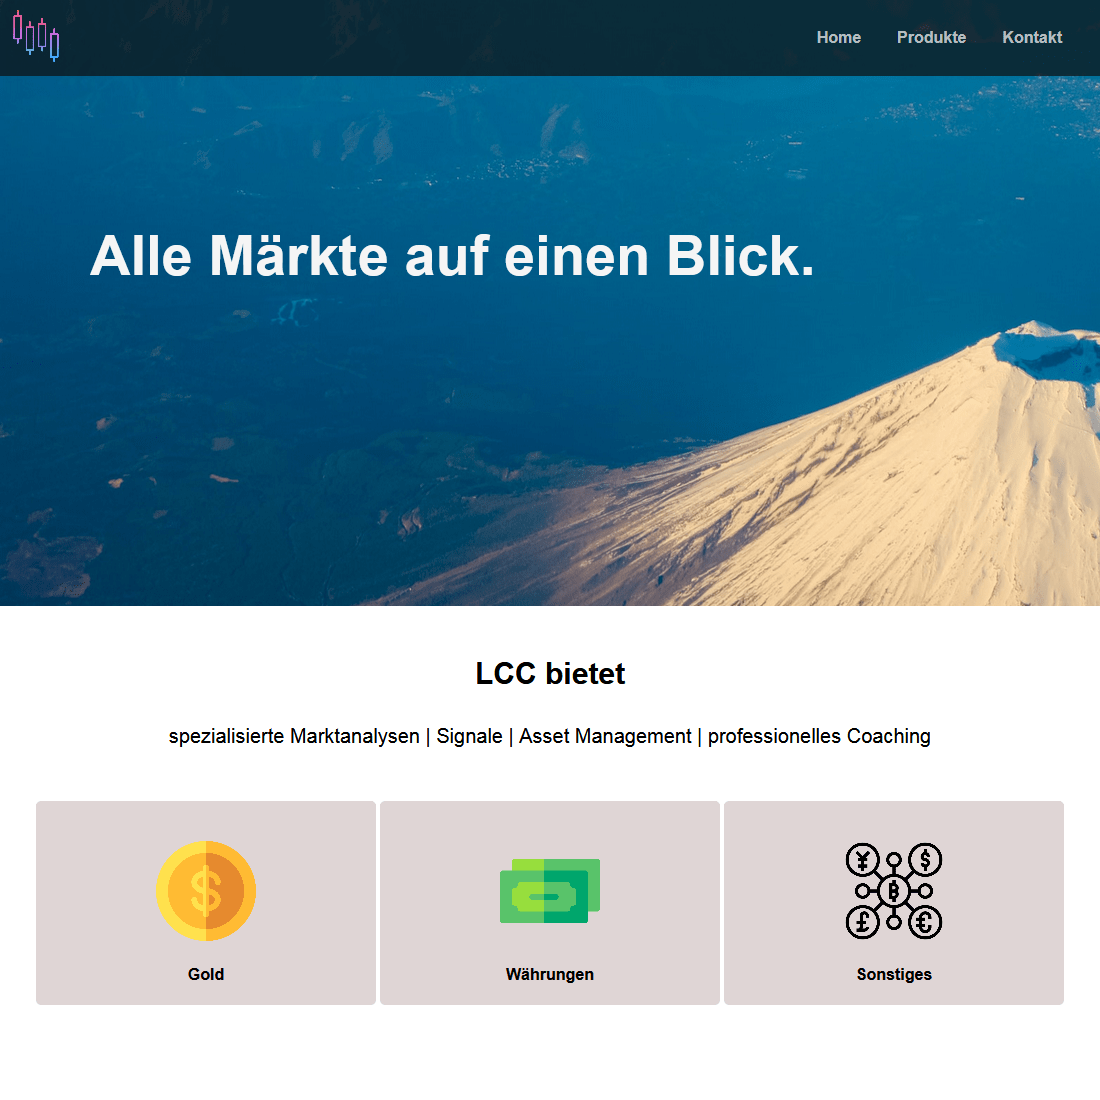 Home Produkte Kontakt
Alle Märkte auf einen Blick.
LCC bietet
spezialisierte Marktanalysen | Signale | Asset Management | professionelles Coaching
Gold
Währungen
Sonstiges